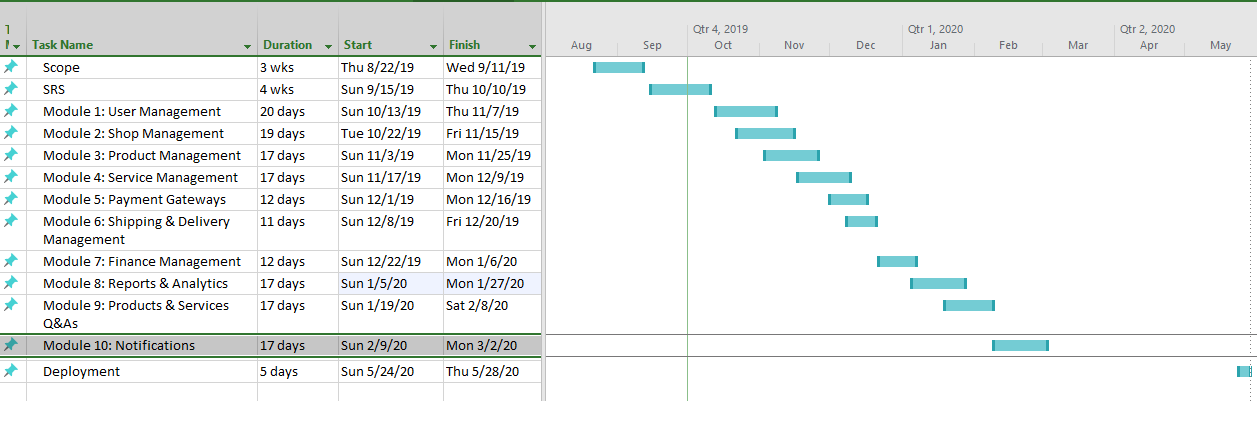 Qtr 4, 2019 Qtr 1, 2020 Qtr 2, 2020
Task Name Duration Start Finish Aug Sep Oct Nov Dec Jan Feb Mar Apr May
Scope 3 wks Thu 8/22/19 Wed 9/11/19
SRS 4 wks Sun 9/15/19 Thu 10/10/19
Module 1: User Management 20 days Sun 10/13/19 Thu 11/7/19
Module 2: Shop Management 19 days Tue 10/22/19 Fri 11/15/19
Module 3: Product Management 17 days Sun 11/3/19 Mon 11/25/19
Module 4: Service Management 17 days Sun 11/17/19 Mon 12/9/19
Module 5: Payment Gateways 12 days Sun 12/1/19 Mon 12/16/19
Module 6: Shipping & Delivery 11 days Sun 12/8/19 Fri 12/20/19
Management
Module 7: Finance Management 12 days Sun 12/22/19 Mon 1/6/20
Module 8: Reports & Analytics 17 days Sun 1/5/20 Mon 1/27/20
Module 9: Products & Services 17 days Sun 1/19/20 Sat 2/8/20
Q&As
Module 10: Notifications 17 days Sun 2/9/20 Mon 3/2/20
Deployment 5 days Sun 5/24/20 Thu 5/28/20